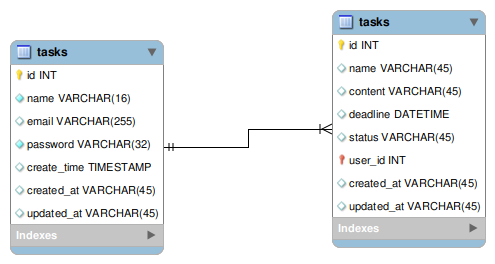 tasks
id INT
name VARCHAR(16)
email VARCHAR(255)
password VARCHAR(32)
create_time TIMESTAMP
created_at VARCHAR(45)
updated_at VARCHAR(45)
Indexes
tasks
id INT
name VARCHAR(45)
content VARCHAR(45)
deadline DATETIME
status VARCHAR(45)
user_id INT
created_at VARCHAR(45)
updated_at VARCHAR(45)
Indexes